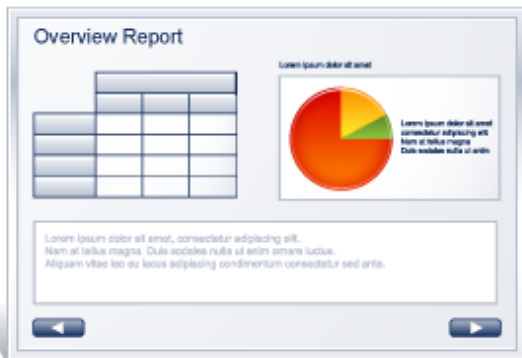 Overview Report
Lorem ipsum dolor sit amet
Lorem ipsum dolor sit amet
consectetur adipiscing elit
Nam at tellus magna
Duis sodales nulla ut enim
Lorem ipsum dolor sit amet, consectetur adipiscing elit.
Nam at tellus magna. Duis sodales nulla ut enim ornare luctus.
Aliquam vitae leo eu lacus adipiscing condimentum consectetur sed ante.